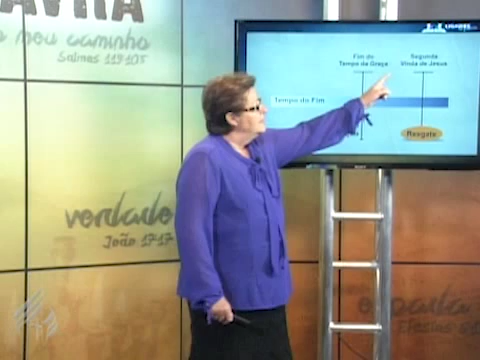 meu caminho
Salmos 119:105
Fim do
Tempo da Graça
Segunda
Vinda de Jesus
Tempo do Fim
Resgate
verdade
João 17:17